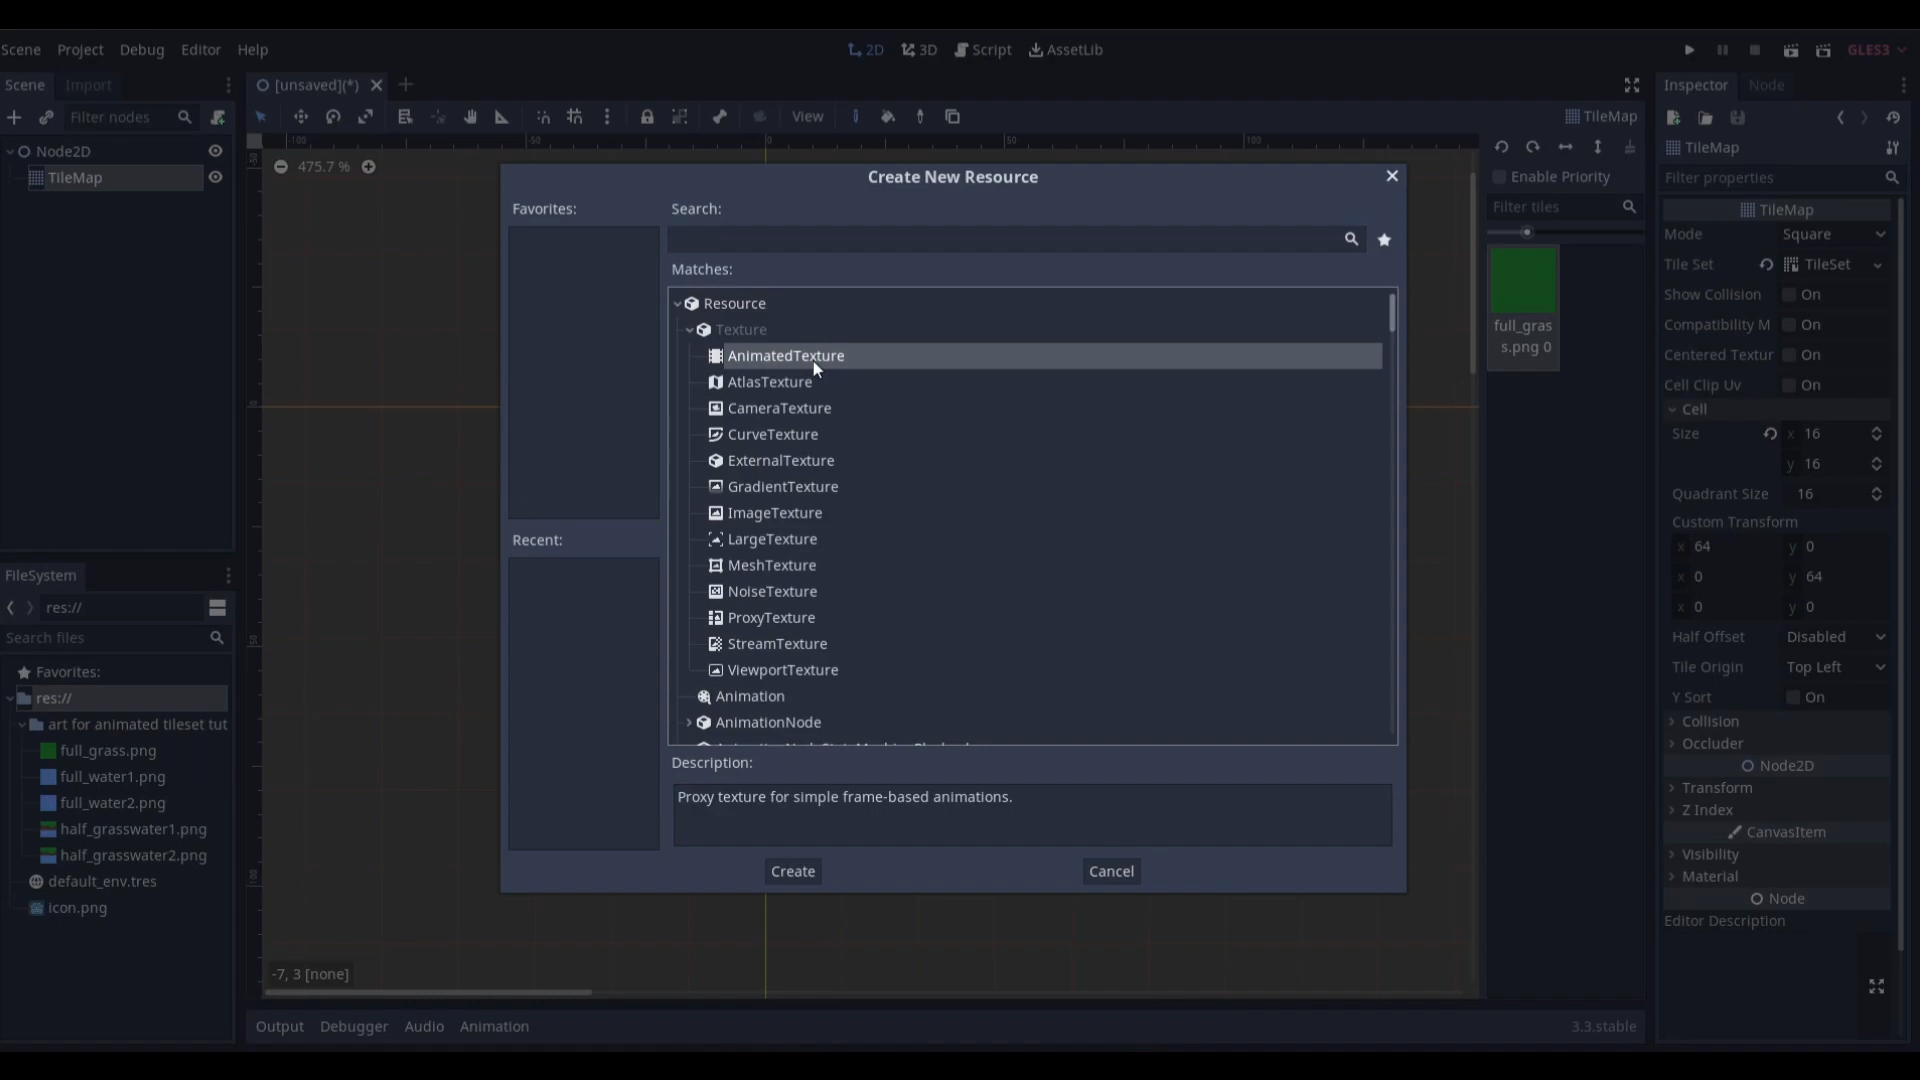 Scene Project Debug Editor Help
2D 3D Script AssetLib
GLES3
Scene Import
[unsaved](*)
Inspector Node
Filter nodes
View
TileMap
Node2D
TileMap
-100 -50 0 50 100
475.7 %
Enable Priority
Filter tiles
full_gras
s.png 0
Create New Resource
Favorites:
Search:
Matches:
Resource
Texture
AnimatedTexture
AtlasTexture
CameraTexture
CurveTexture
ExternalTexture
GradientTexture
ImageTexture
LargeTexture
MeshTexture
NoiseTexture
ProxyTexture
StreamTexture
ViewportTexture
Animation
AnimationNode
Recent:
Description:
Proxy texture for simple frame-based animations.
Create Cancel
TileMap
Filter properties
TileMap
Mode Square
Tile Set TileSet
Show Collision On
Compatibility M On
Centered Textur On
Cell Clip Uv On
Cell
Size x 16
y 16
Quadrant Size 16
Custom Transform
x 64 y 0
x 0 y 64
x 0 y 0
Half Offset Disabled
Tile Origin Top Left
Y Sort On
Collision
Occluder
Node2D
Transform
Z Index
CanvasItem
Visibility
Material
Node
Editor Description
FileSystem
res://
Search files
Favorites:
res://
art for animated tileset tut
full_grass.png
full_water1.png
full_water2.png
half_grasswater1.png
half_grasswater2.png
default_env.tres
icon.png
-7, 3 [none]
Output Debugger Audio Animation
3.3.stable